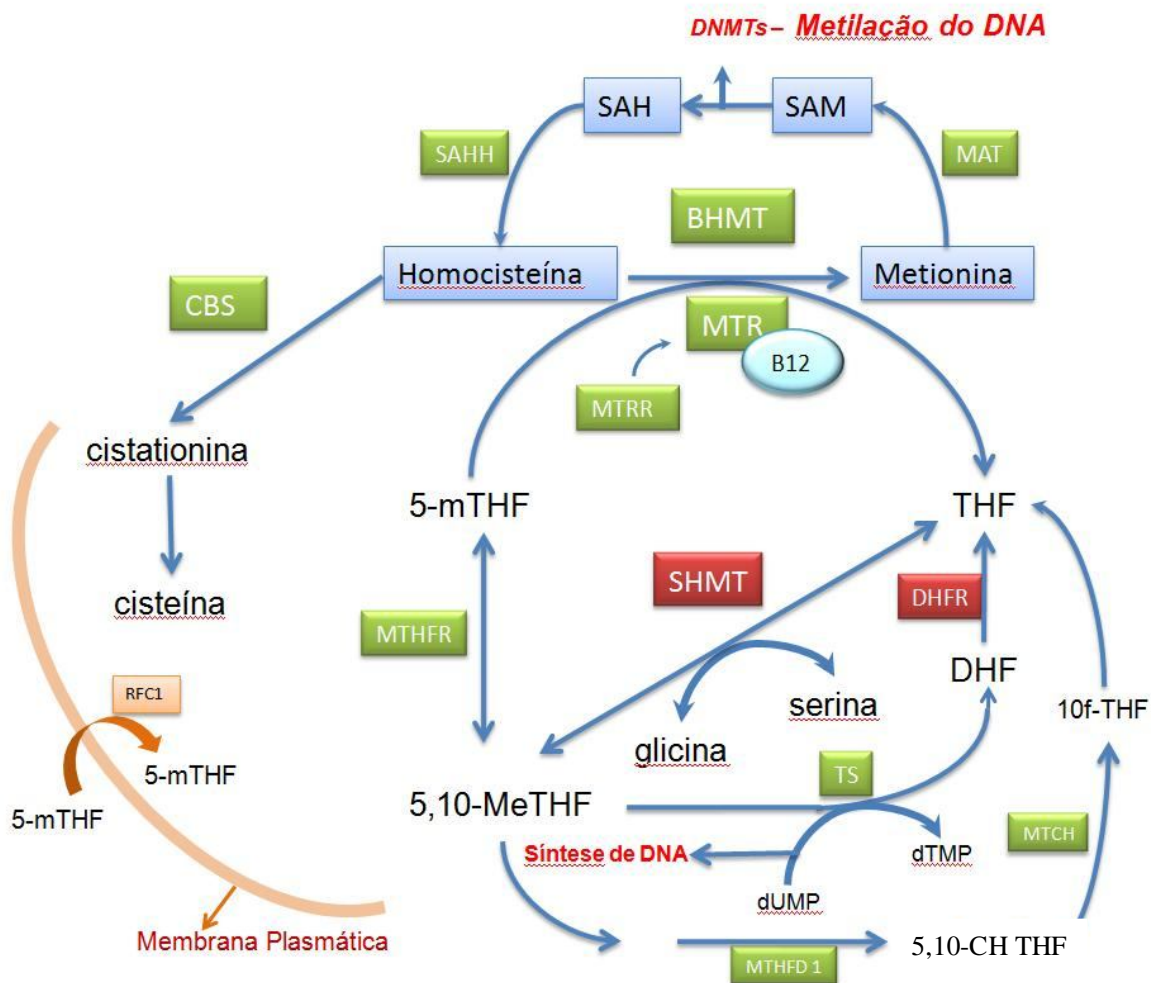 DNMTs – Metilação do DNA
SAH
SAM
SAHH
MAT
BHMT
Homocisteína
Metionina
CBS
MTR
B12
MTRR
cistationina
5-mTHF
THF
SHMT
DHFR
cisteína
MTHFR
DHF
RFC1
serina
10f-THF
glicina
5-mTHF
TS
5-mTHF
5,10-MeTHF
MTCH
Síntese de DNA
dTMP
dUMP
Membrana Plasmática
5,10-CH THF
MTHFD 1